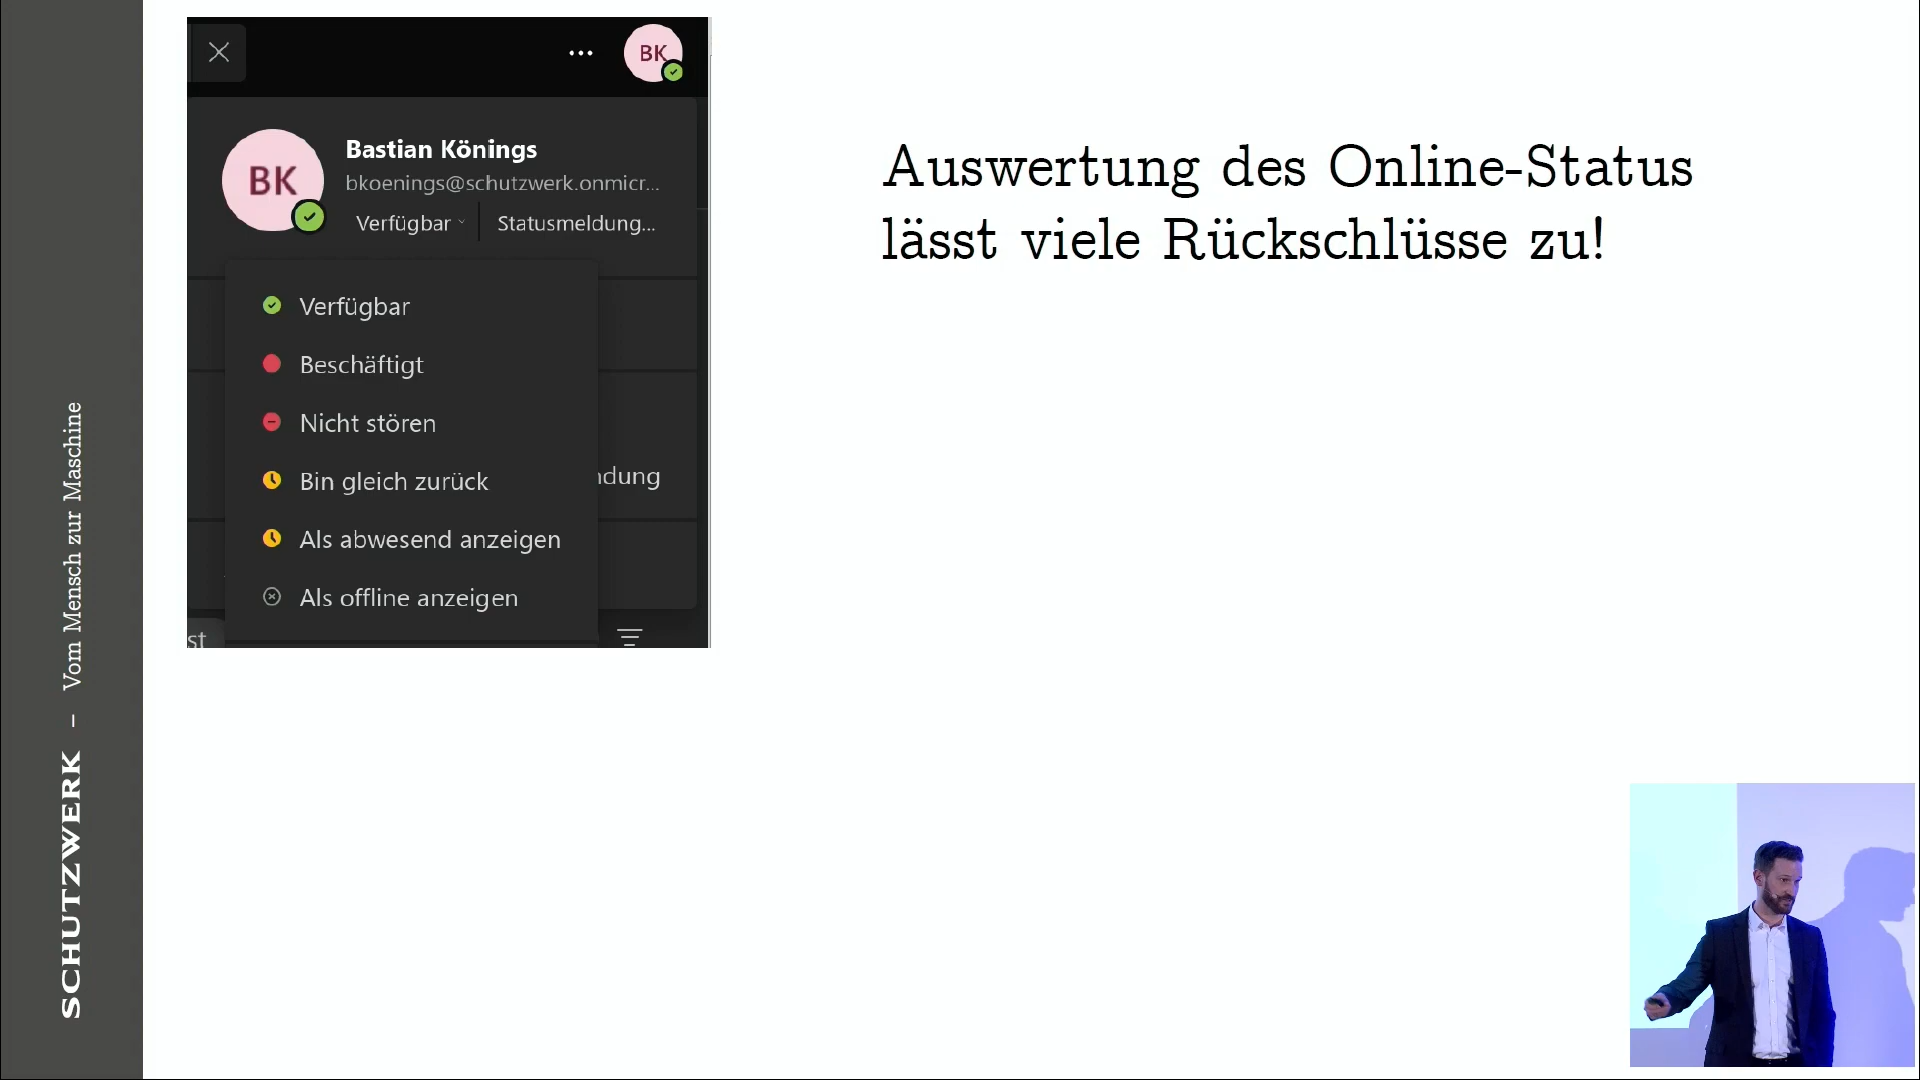 BK
Bastian Könings
bkoenings@schutzwerk.onmicr...
BK
Verfügbar
Statusmeldung...
Verfügbar
Beschäftigt
Nicht stören
Bin gleich zurück
ndung
Als abwesend anzeigen
Als offline anzeigen
st
Auswertung des Online-Status
lässt viele Rückschlüsse zu!
SCHUTZWERK – Vom Mensch zur Maschine